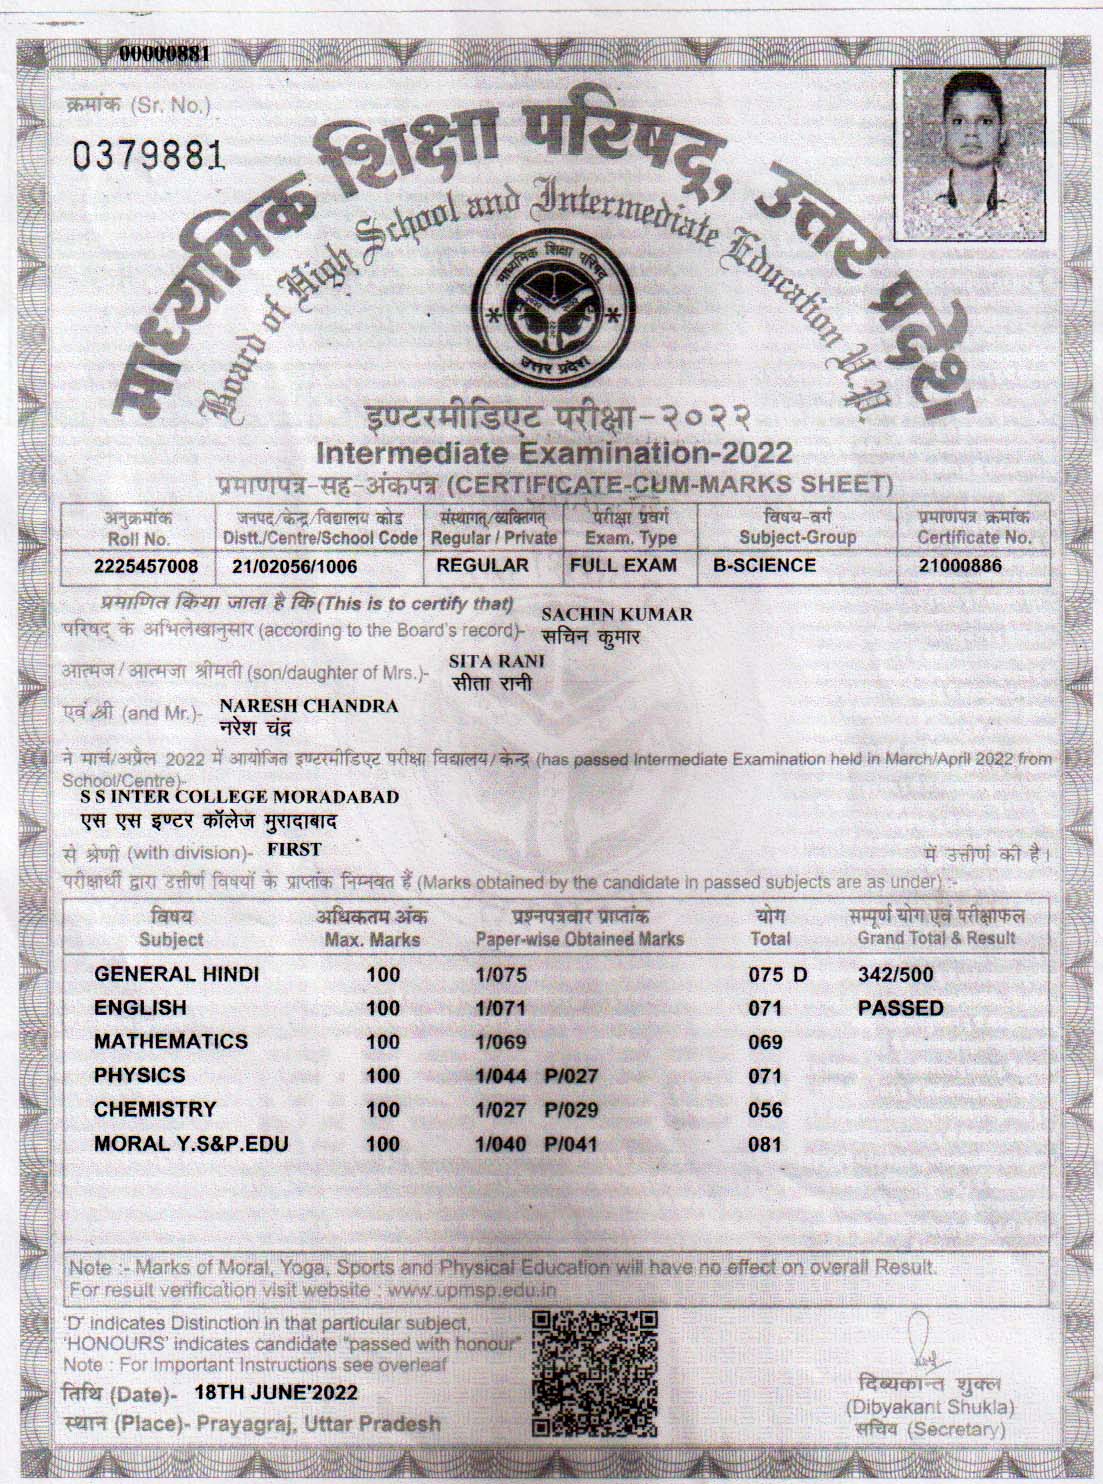 00000881
क्रमांक (Sr. No.)
0379881
माध्यमिक शिक्षा परिषद्, उत्तर प्रदेश
Board of High School and Intermediate Education U.P.
माध्यमिक शिक्षा परिषद्
उत्तर प्रदेश
इण्टरमीडिएट परीक्षा-२०२२
Intermediate Examination-2022
प्रमाणपत्र-सह-अंकपत्र (CERTIFICATE-CUM-MARKS SHEET)
अनुक्रमांक जनपद/केन्द्र/विद्यालय कोड संस्थागत्/व्यक्तिगत् परीक्षा प्रवर्ग विषय-वर्ग प्रमाणपत्र क्रमांक
Roll No. Distt./Centre/School Code Regular / Private Exam. Type Subject-Group Certificate No.
2225457008 21/02056/1006 REGULAR FULL EXAM B-SCIENCE 21000886
प्रमाणित किया जाता है कि (This is to certify that) SACHIN KUMAR
परिषद् के अभिलेखानुसार (according to the Board's record)- सचिन कुमार
आत्मज/आत्मजा श्रीमती (son/daughter of Mrs.)- SITA RANI
सीता रानी
एवं श्री (and Mr.)- NARESH CHANDRA
नरेश चंद्र
ने मार्च/अप्रैल 2022 में आयोजित इण्टरमीडिएट परीक्षा विद्यालय/केन्द्र (has passed Intermediate Examination held in March/April 2022 from
School/Centre)-
S S INTER COLLEGE MORADABAD
एस एस इण्टर कॉलेज मुरादाबाद
से श्रेणी (with division)- FIRST में उत्तीर्ण की है।
परीक्षार्थी द्वारा उत्तीर्ण विषयों के प्राप्तांक निम्नवत हैं (Marks obtained by the candidate in passed subjects are as under) :-
विषय अधिकतम अंक प्रश्नपत्रवार प्राप्तांक योग सम्पूर्ण योग एवं परीक्षाफल
Subject Max. Marks Paper-wise Obtained Marks Total Grand Total & Result
GENERAL HINDI 100 1/075 075 D 342/500
ENGLISH 100 1/071 071 PASSED
MATHEMATICS 100 1/069 069
PHYSICS 100 1/044 P/027 071
CHEMISTRY 100 1/027 P/029 056
MORAL Y.S&P.EDU 100 1/040 P/041 081
Note :- Marks of Moral, Yoga, Sports and Physical Education will have no effect on overall Result.
For result verification visit website : www.upmsp.edu.in
'D' indicates Distinction in that particular subject,
'HONOURS' indicates candidate "passed with honour"
Note : For Important Instructions see overleaf
तिथि (Date)- 18TH JUNE'2022
स्थान (Place)- Prayagraj, Uttar Pradesh
दिब्यकान्त शुक्ल
(Dibyakant Shukla)
सचिव (Secretary)